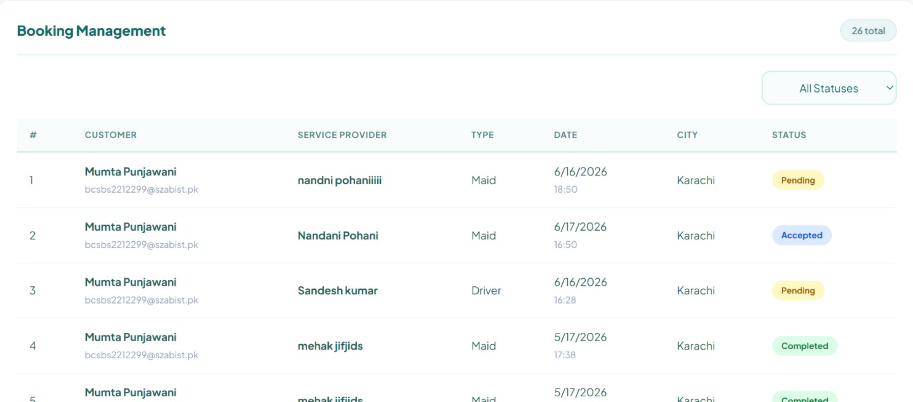 Booking Management
26 total
All Statuses
# CUSTOMER SERVICE PROVIDER TYPE DATE CITY STATUS
1 Mumta Punjawani nandni pohaniiiii Maid 6/16/2026 Karachi Pending
bcsbs2212299@szabist.pk 18:50
2 Mumta Punjawani Nandani Pohani Maid 6/17/2026 Karachi Accepted
bcsbs2212299@szabist.pk 16:50
3 Mumta Punjawani Sandesh kumar Driver 6/16/2026 Karachi Pending
bcsbs2212299@szabist.pk 16:28
4 Mumta Punjawani mehak jifjids Maid 5/17/2026 Karachi Completed
bcsbs2212299@szabist.pk 17:38
5 Mumta Punjawani mehak jifjids Maid 5/17/2026 Karachi Completed